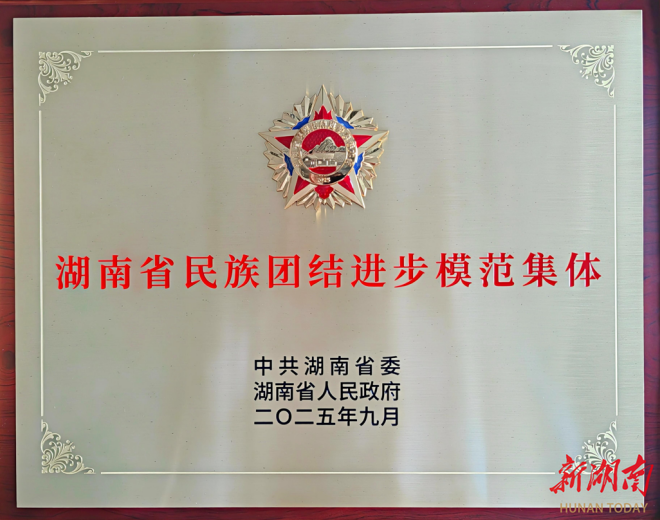 湖南省民族团结进步模范集体
中共湖南省委
湖南省人民政府
二〇二五年九月
新湖南
HUNAN TODAY